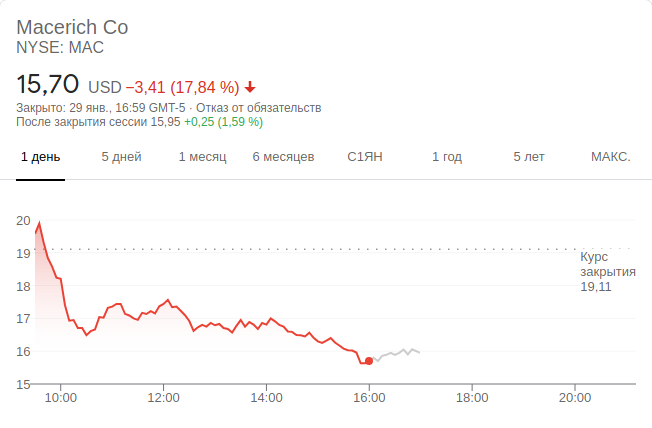 Macerich Co
NYSE: MAC
15,70 USD −3,41 (17,84 %)
Закрыто: 29 янв., 16:59 GMT-5 · Отказ от обязательств
После закрытия сессии 15,95 +0,25 (1,59 %)
1 день 5 дней 1 месяц 6 месяцев С1ЯН 1 год 5 лет МАКС.
20
19
18
17
16
15
Курс
закрытия
19,11
10:00 12:00 14:00 16:00 18:00 20:00